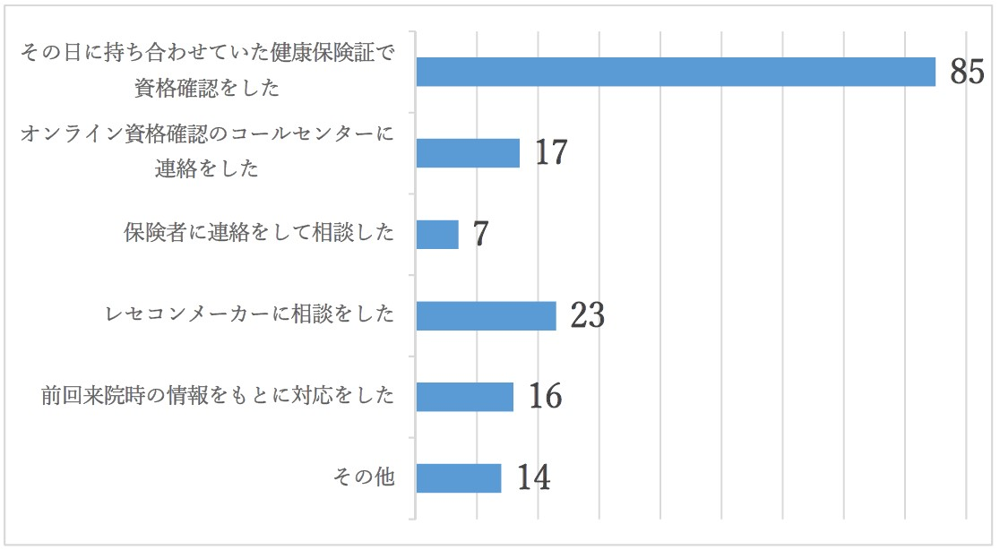 その日に持ち合わせていた健康保険証で
資格確認をした
85
オンライン資格確認のコールセンターに
連絡をした
17
保険者に連絡をして相談した
7
レセコンメーカーに相談をした
23
前回来院時の情報をもとに対応をした
16
その他
14